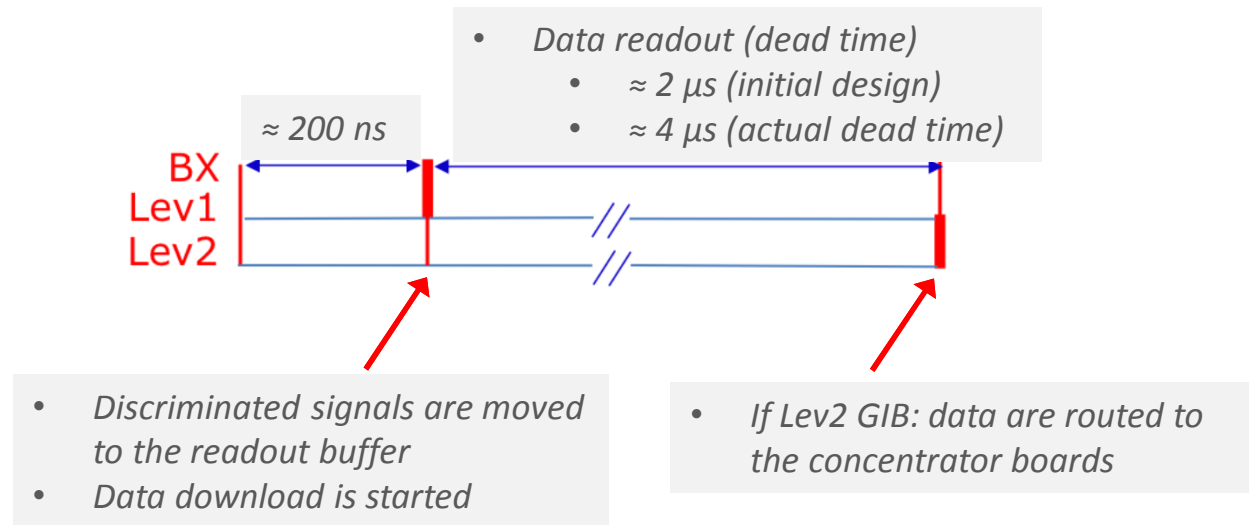 • Data readout (dead time)
• ≈ 2 μs (initial design)
• ≈ 4 μs (actual dead time)
≈ 200 ns
BX
Lev1
Lev2
• Discriminated signals are moved
to the readout buffer
• Data download is started
• If Lev2 GIB: data are routed to
the concentrator boards